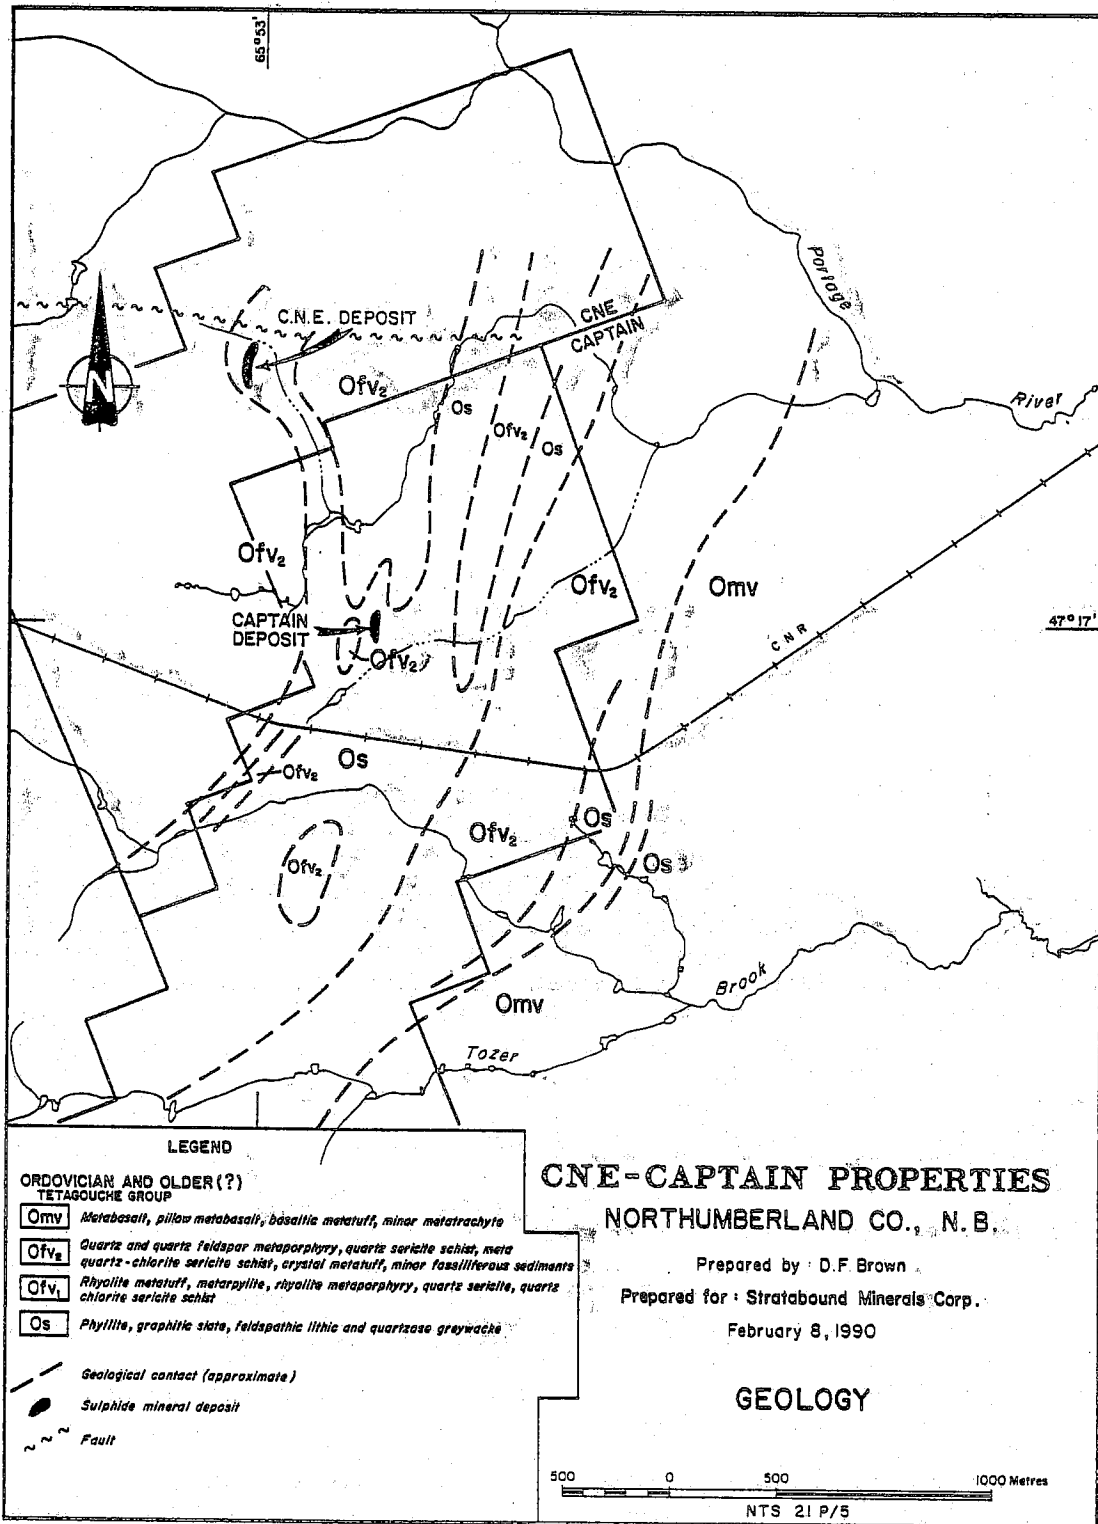 65°53'
Portage
River
C.N.E. DEPOSIT
CNE
CAPTAIN
N
Ofv₂
Os
Ofv₂
Os
Ofv₂
Ofv₂
Omv
47°17'
CAPTAIN
DEPOSIT
Ofv₂
CNR
Os
Ofv₂
Ofv₂
Os
Ofv₂
Os
Brook
Omv
Tozer
LEGEND
ORDOVICIAN AND OLDER(?)
TETAGOUCHE GROUP
Omv Metabasalt, pillow metabasalt, basaltic metatuff, minor metatrachyte
Ofv₂ Quartz and quartz feldspar metaporphyry, quartz sericite schist, meta
quartz-chlorite sericite schist, crystal metatuff, minor fossiliferous sediments
Ofv₁ Rhyolite metatuff, metarpylite, rhyolite metaporphyry, quartz sericite, quartz
chlorite sericite schist
Os Phyllite, graphitic slate, feldspathic lithic and quartzose greywacke
Geological contact (approximate)
Sulphide mineral deposit
Fault
CNE-CAPTAIN PROPERTIES
NORTHUMBERLAND CO., N.B.
Prepared by : D.F. Brown
Prepared for : Stratabound Minerals Corp.
February 8, 1990
GEOLOGY
500 0 500 1000 Metres
NTS 21 P/5